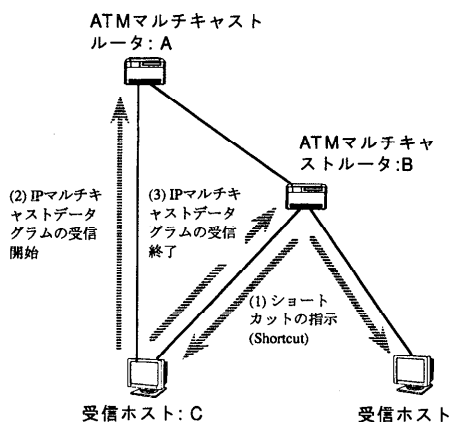 ATMマルチキャスト
ルータ: A
ATMマルチキャ
ストルータ:B
(2) IPマルチキ
ャストデータ
グラムの受信
開始
(3) IPマルチキ
ャストデータ
グラムの受信
終了
(1) ショート
カットの指示
(Shortcut)
受信ホスト: C
受信ホスト